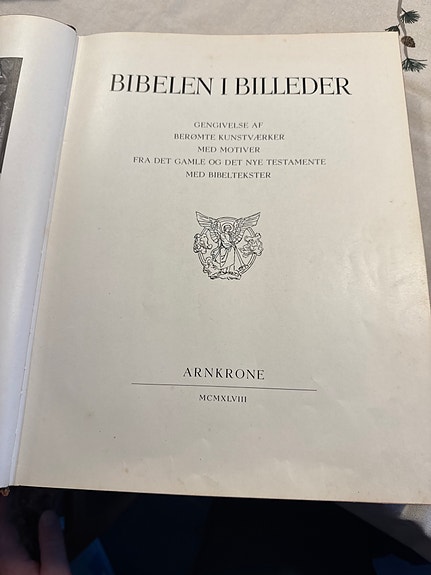 BIBELEN I BILLEDER
GENGIVELSE AF
BERØMTE KUNSTVÆRKER
MED MOTIVER
FRA DET GAMLE OG DET NYE TESTAMENTE
MED BIBELTEKSTER
ARNKRONE
MCMXLVIII